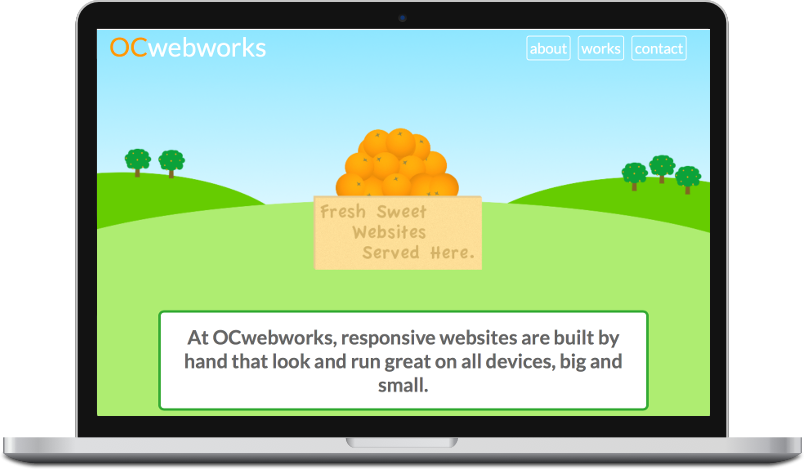 OCwebworks
about works contact
Fresh Sweet
Websites
Served Here.
At OCwebworks, responsive websites are built by
hand that look and run great on all devices, big and
small.